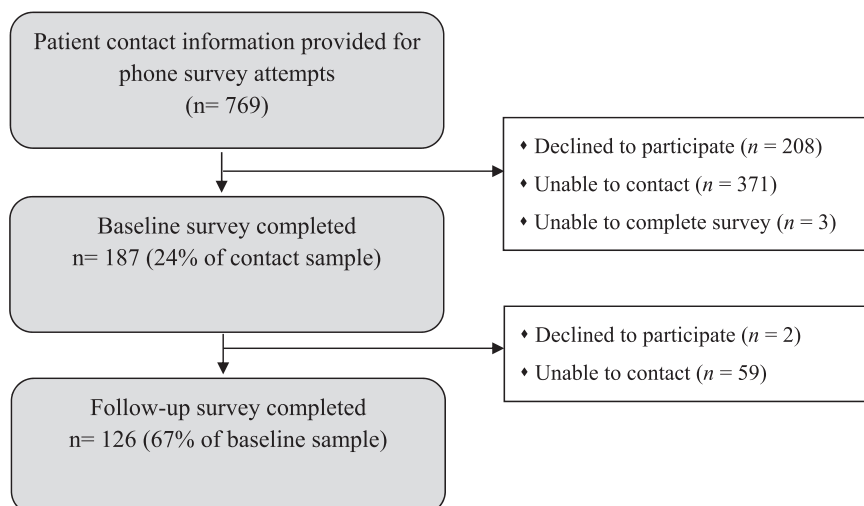 Patient contact information provided for
phone survey attempts
(n= 769)
♦ Declined to participate (n = 208)
♦ Unable to contact (n = 371)
♦ Unable to complete survey (n = 3)
Baseline survey completed
n= 187 (24% of contact sample)
♦ Declined to participate (n = 2)
♦ Unable to contact (n = 59)
Follow-up survey completed
n= 126 (67% of baseline sample)